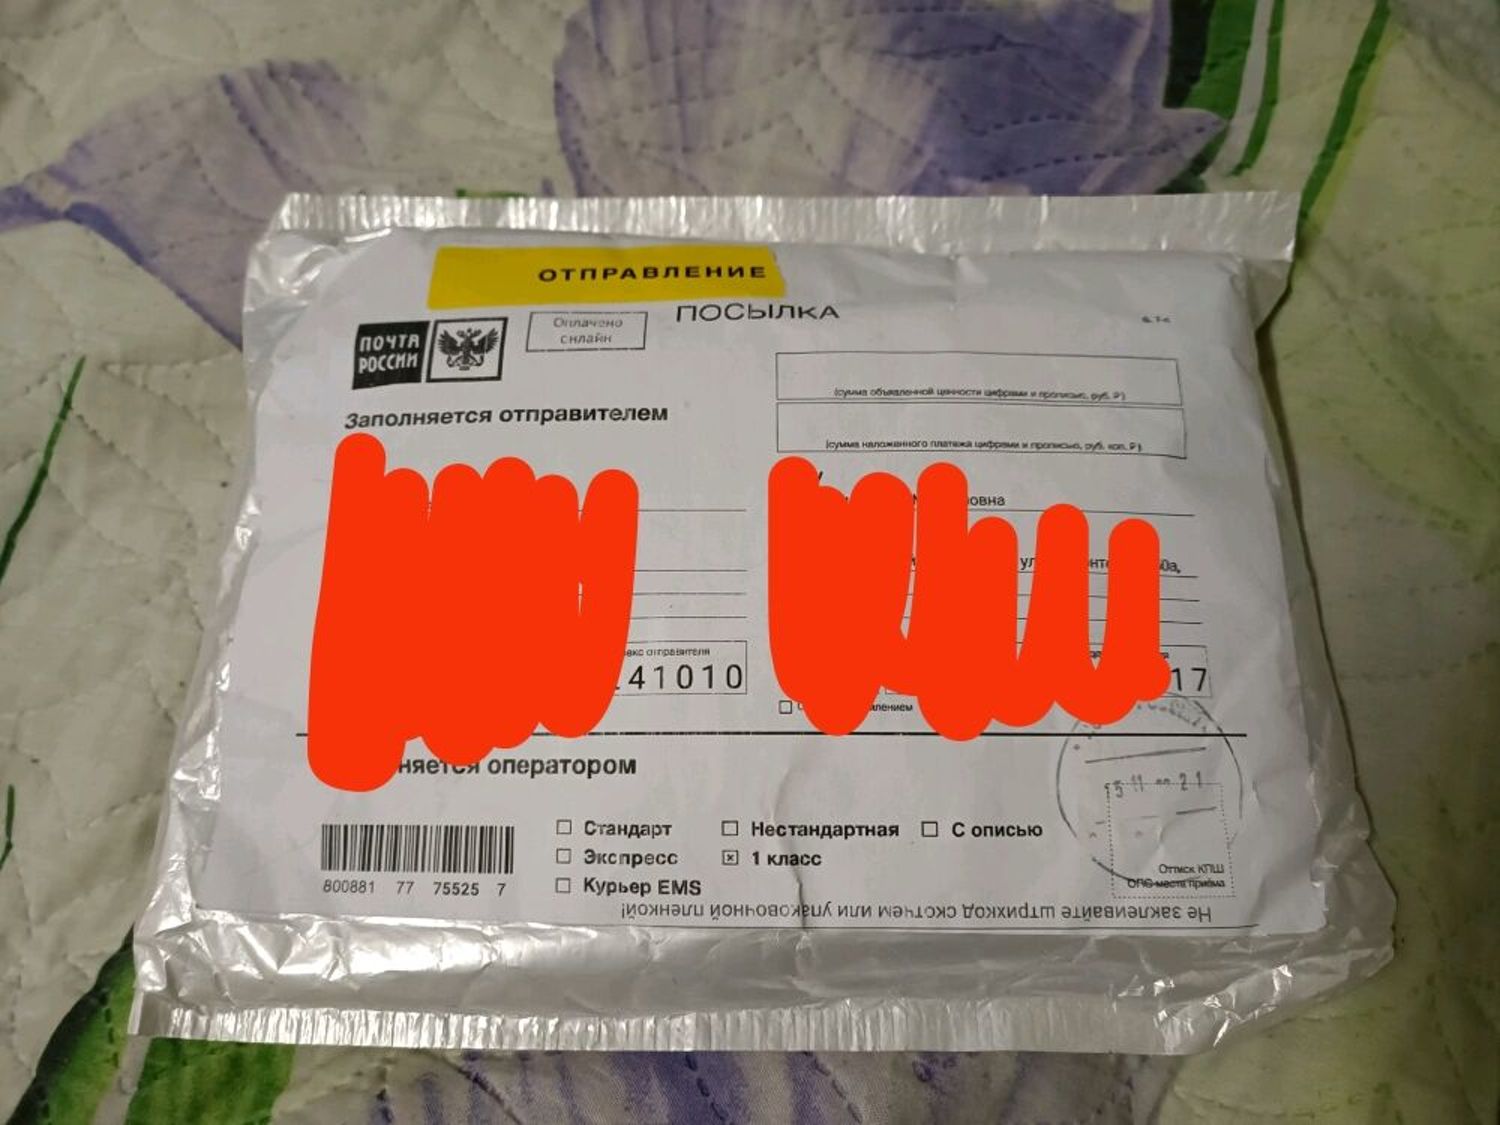 ОТПРАВЛЕНИЕ
ПОСЫЛКА
ПОЧТА
РОССИИ
Оплачено
онлайн
Заполняется отправителем
(сумма объявленной ценности цифрами и прописью, руб. ₽)
(сумма наложенного платежа цифрами и прописью, руб. коп. ₽)
овна
ул
0а,
отправителя
41010
17
няется оператором
Стандарт
Нестандартная
С описью
Экспресс
1 класс
Курьер EMS
800881 77 75525 7
Оттиск КПШ
ОПС места приёма
Не заклеивайте штрихкод скотчем или упаковочной пленкой!